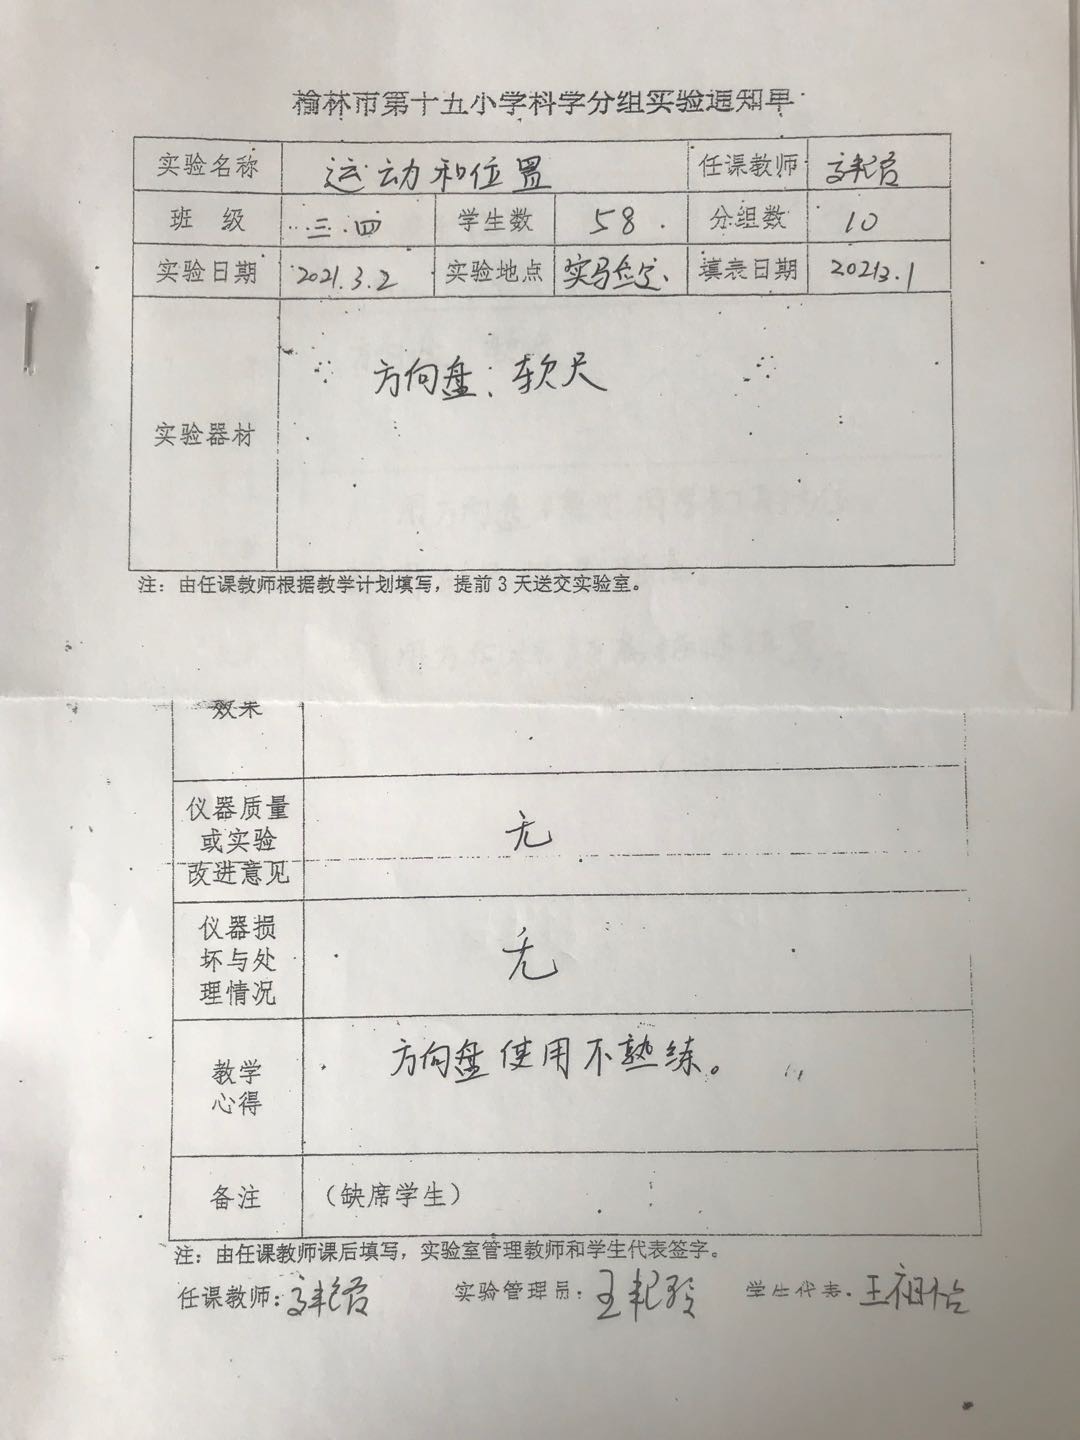 榆林市第十五小学科学分组实验通知单
实验名称 运动和位置 任课教师
班 级 三.四 学生数 58. 分组数 10
实验日期 2021.3.2 实验地点 实验室. 填表日期 2021.3.1
方向盘、软尺
实验器材
注：由任课教师根据教学计划填写，提前3天送交实验室。
效果
仪器质量
或实验 无
改进意见
仪器损
坏与处 无
理情况
方向盘使用不熟练。
教学
心得
备注 （缺席学生）
注：由任课教师课后填写，实验室管理教师和学生代表签字。
任课教师： 实验管理员：王 学生代表：王祖怡